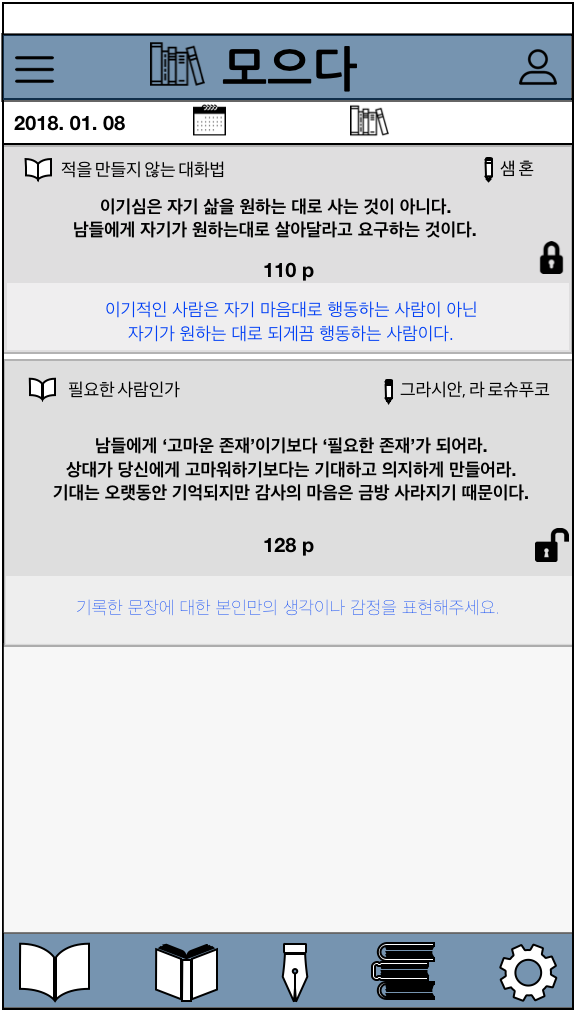 모으다
2018. 01. 08
적을 만들지 않는 대화법
샘 혼
이기심은 자기 삶을 원하는 대로 사는 것이 아니다.
남들에게 자기가 원하는대로 살아달라고 요구하는 것이다.
110 p
이기적인 사람은 자기 마음대로 행동하는 사람이 아닌
자기가 원하는 대로 되게끔 행동하는 사람이다.
필요한 사람인가
그라시안, 라 로슈푸코
남들에게 ‘고마운 존재’이기보다 ‘필요한 존재’가 되어라.
상대가 당신에게 고마워하기보다는 기대하고 의지하게 만들어라.
기대는 오랫동안 기억되지만 감사의 마음은 금방 사라지기 때문이다.
128 p
기록한 문장에 대한 본인만의 생각이나 감정을 표현해주세요.